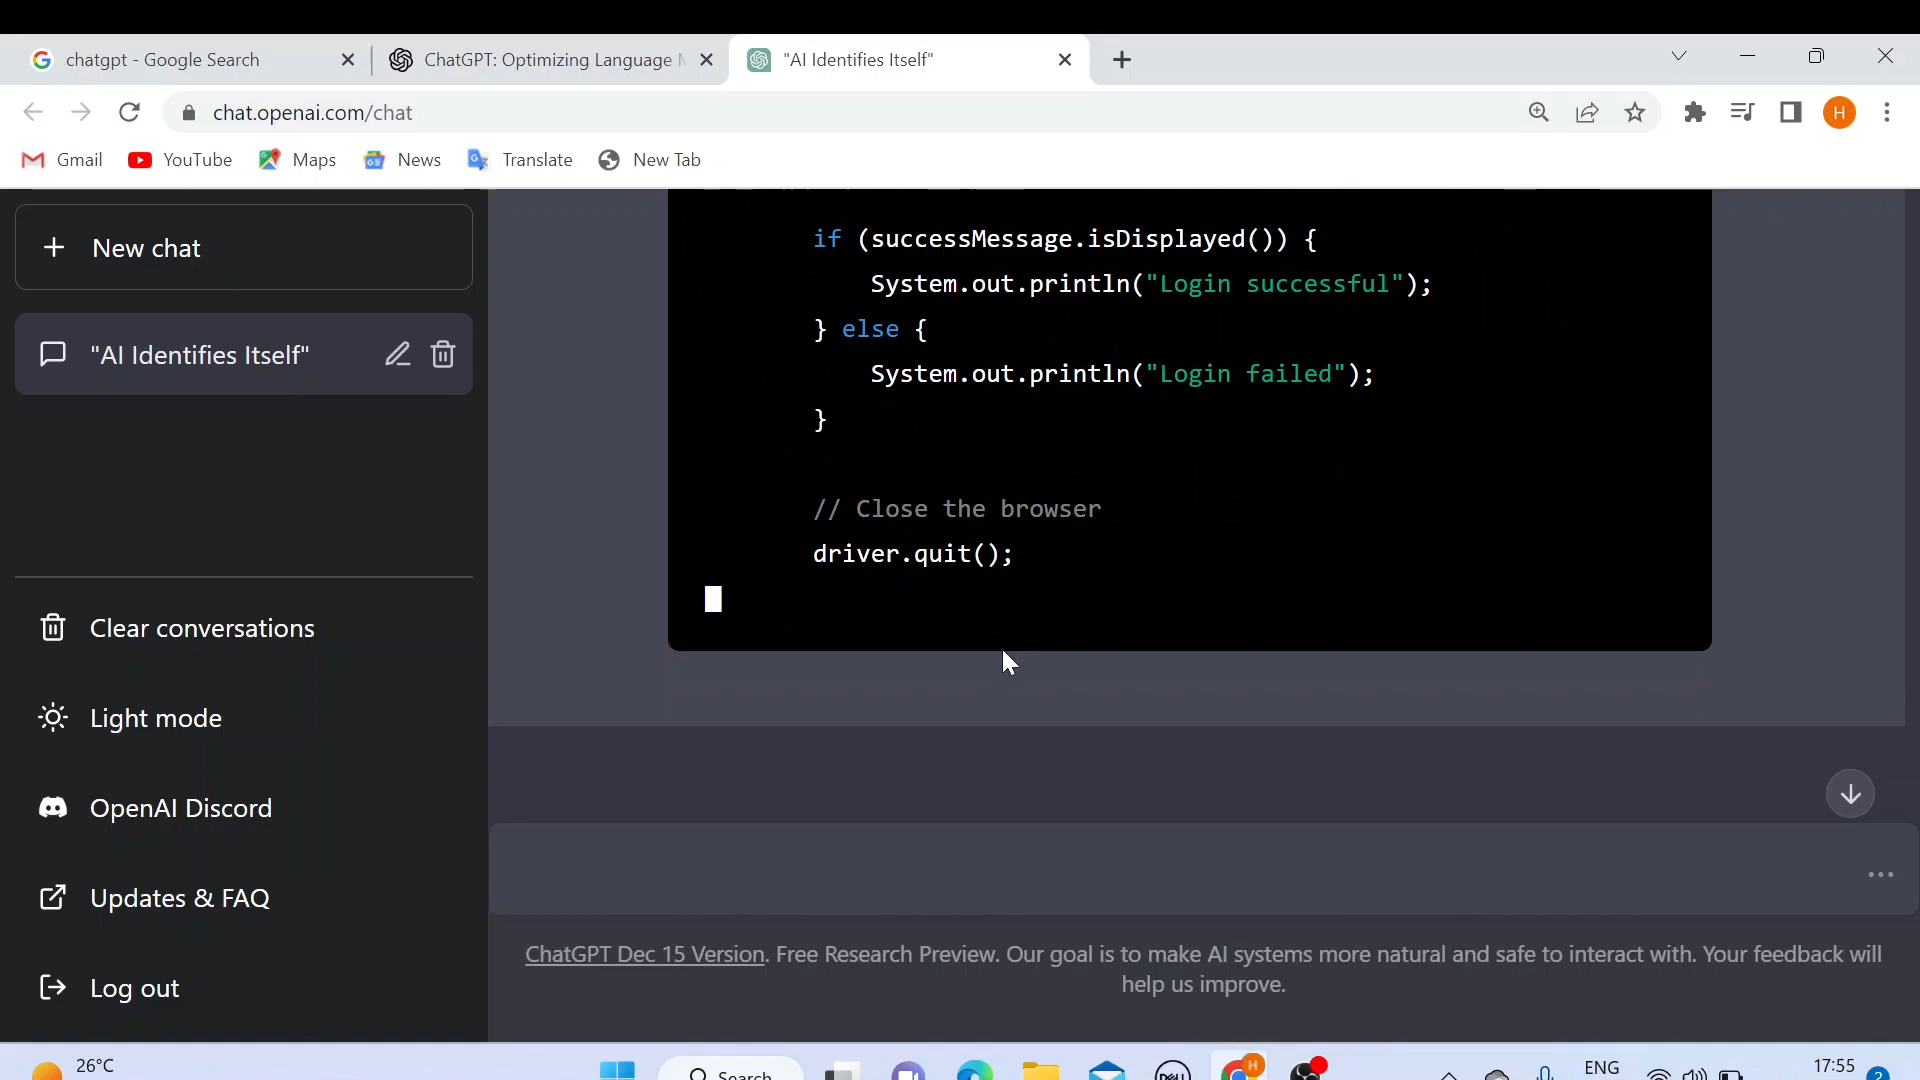 chatgpt - Google Search
ChatGPT: Optimizing Language
"AI Identifies Itself"
chat.openai.com/chat
H
Gmail
YouTube
Maps
News
Translate
New Tab
New chat
"AI Identifies Itself"
Clear conversations
Light mode
OpenAI Discord
Updates & FAQ
Log out
if (successMessage.isDisplayed()) {
System.out.println("Login successful");
} else {
System.out.println("Login failed");
}
// Close the browser
driver.quit();
ChatGPT Dec 15 Version. Free Research Preview. Our goal is to make AI systems more natural and safe to interact with. Your feedback will
help us improve.
26°C
Search
DELL
H
ENG
17:55
2